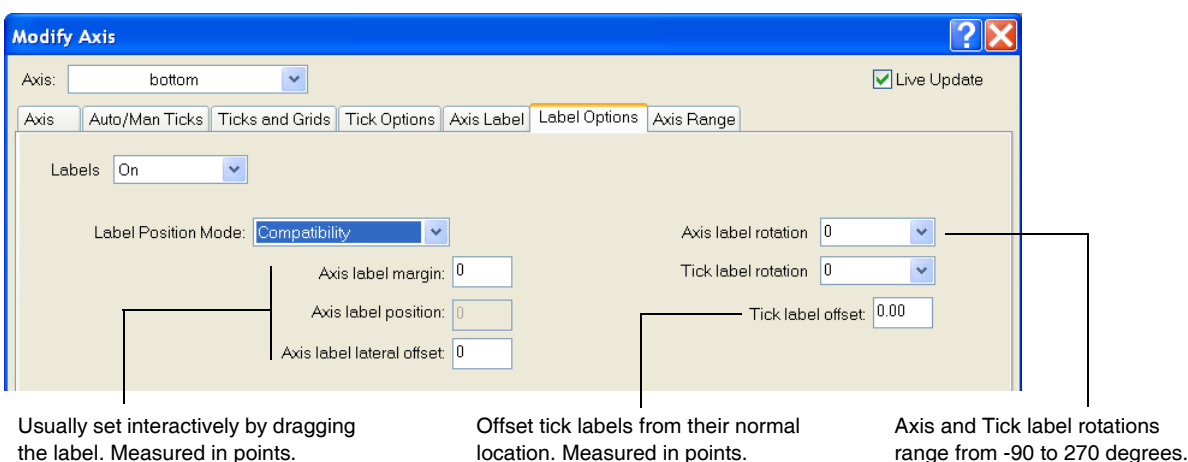 Modify Axis
Axis: bottom Live Update
Axis Auto/Man Ticks Ticks and Grids Tick Options Axis Label Label Options Axis Range
Labels On
Label Position Mode: Compatibility Axis label rotation 0
Axis label margin: 0 Tick label rotation 0
Axis label position: 0 Tick label offset: 0.00
Axis label lateral offset: 0
Usually set interactively by dragging
the label. Measured in points.
Offset tick labels from their normal
location. Measured in points.
Axis and Tick label rotations
range from -90 to 270 degrees.